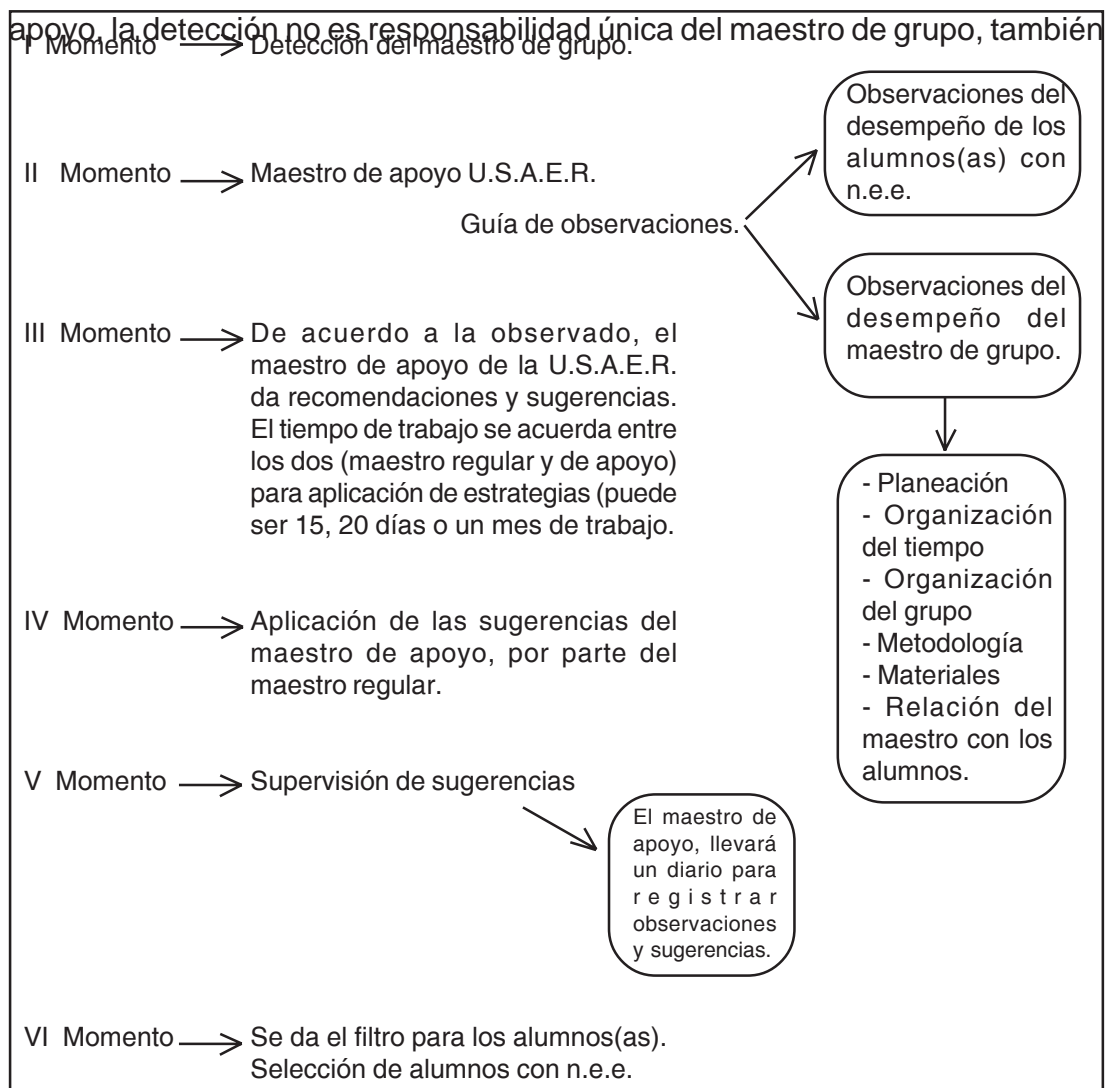 apoyo, la detección no es responsabilidad única del maestro de grupo, también
I Momento Detección del maestro de grupo.
II Momento Maestro de apoyo U.S.A.E.R.
Guía de observaciones.
Observaciones del
desempeño de los
alumnos(as) con
n.e.e.
Observaciones del
desempeño del
maestro de grupo.
- Planeación
- Organización
del tiempo
- Organización
del grupo
- Metodología
- Materiales
- Relación del
maestro con los
alumnos.
III Momento De acuerdo a la observado, el
maestro de apoyo de la U.S.A.E.R.
da recomendaciones y sugerencias.
El tiempo de trabajo se acuerda entre
los dos (maestro regular y de apoyo)
para aplicación de estrategias (puede
ser 15, 20 días o un mes de trabajo.
IV Momento Aplicación de las sugerencias del
maestro de apoyo, por parte del
maestro regular.
V Momento Supervisión de sugerencias
El maestro de
apoyo, llevará
un diario para
registrar
observaciones
y sugerencias.
VI Momento Se da el filtro para los alumnos(as).
Selección de alumnos con n.e.e.